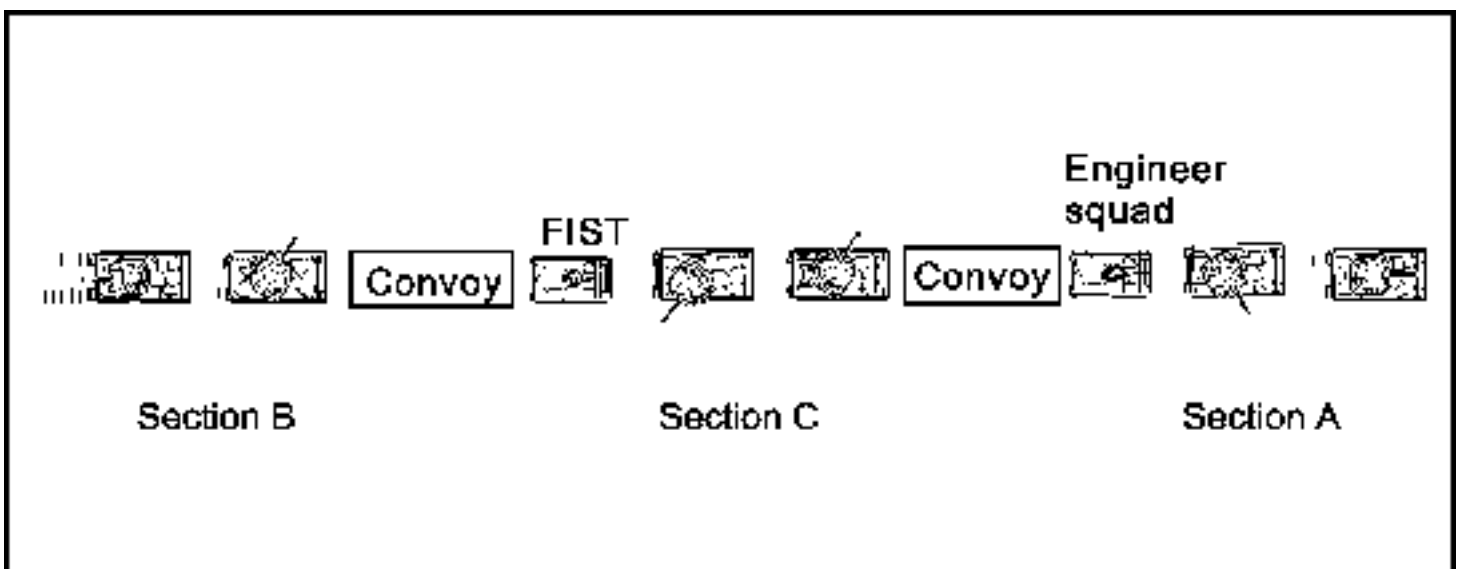 Engineer
squad
FIST
Convoy
Convoy
Section B
Section C
Section A